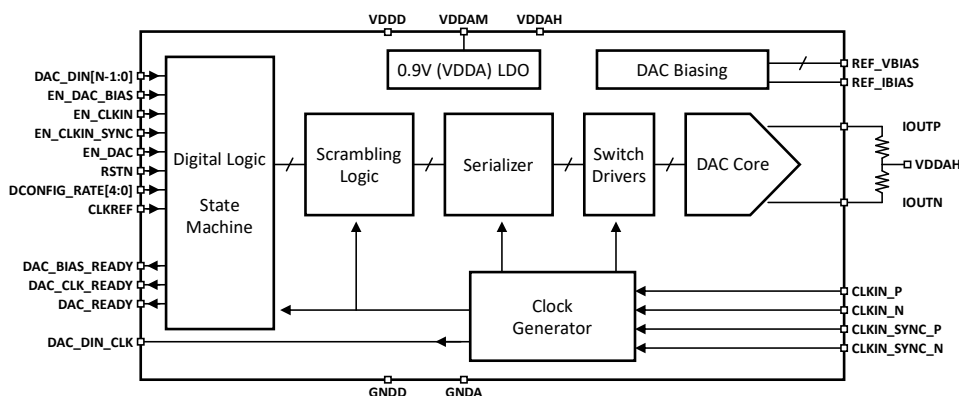 VDDD VDDAM VDDAH
0.9V (VDDA) LDO
DAC Biasing
REF_VBIAS
REF_IBIAS
DAC_DIN[N-1:0]
EN_DAC_BIAS
EN_CLKIN
EN_CLKIN_SYNC
EN_DAC
RSTN
DCONFIG_RATE[4:0]
CLKREF
DAC_BIAS_READY
DAC_CLK_READY
DAC_READY
DAC_DIN_CLK
Digital Logic
State
Machine
Scrambling
Logic
Serializer
Switch
Drivers
DAC Core
IOUTP
VDDAH
IOUTN
Clock
Generator
CLKIN_P
CLKIN_N
CLKIN_SYNC_P
CLKIN_SYNC_N
GNDD GNDA